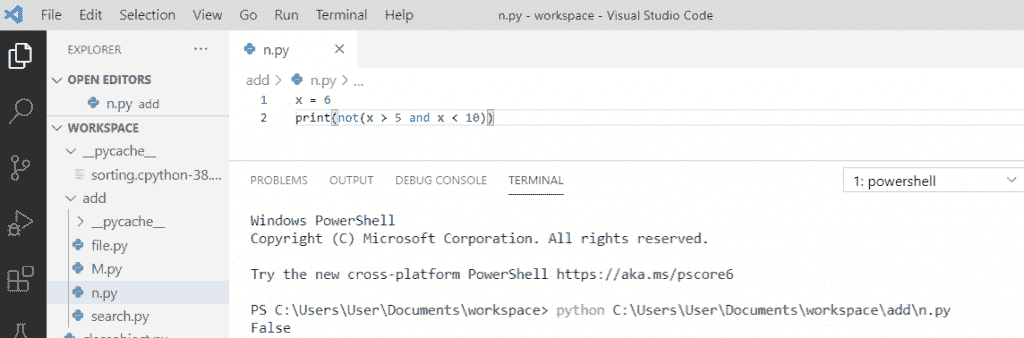 File Edit Selection View Go Run Terminal Help
n.py - workspace - Visual Studio Code
EXPLORER ···
OPEN EDITORS
n.py add
WORKSPACE
__pycache__
sorting.cpython-38....
add
__pycache__
file.py
M.py
n.py
search.py
n.py
add > n.py > ...
1 x = 6
2 print(not(x > 5 and x < 10))
PROBLEMS OUTPUT DEBUG CONSOLE TERMINAL
1: powershell
Windows PowerShell
Copyright (C) Microsoft Corporation. All rights reserved.
Try the new cross-platform PowerShell https://aka.ms/pscore6
PS C:\Users\User\Documents\workspace> python C:\Users\User\Documents\workspace\add\n.py
False